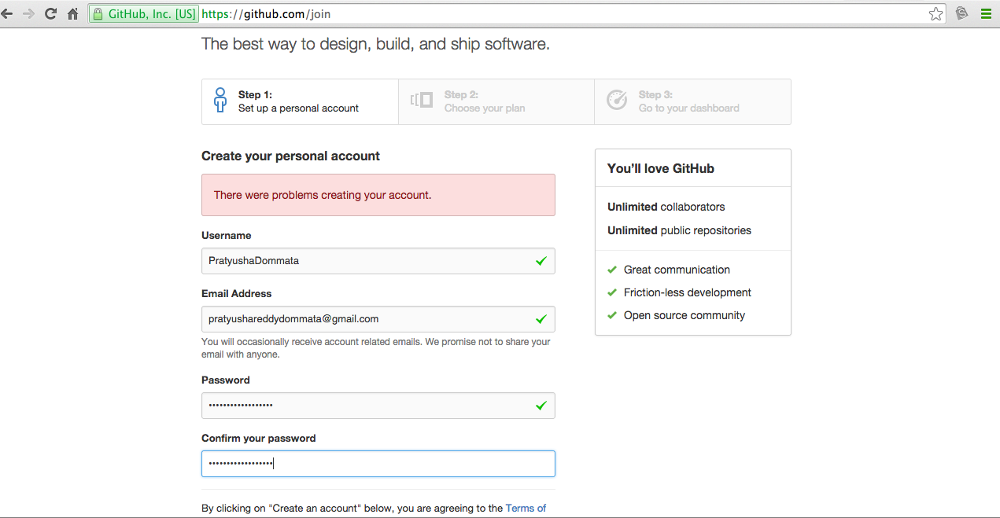 GitHub, Inc. [US] https://github.com/join
The best way to design, build, and ship software.
Step 1:
Set up a personal account
Step 2:
Choose your plan
Step 3:
Go to your dashboard
Create your personal account
There were problems creating your account.
Username
PratyushaDommata
Email Address
pratyushareddydommata@gmail.com
You will occasionally receive account related emails. We promise not to share your
email with anyone.
Password
••••••••••••••••••
Confirm your password
••••••••••••••••••
By clicking on "Create an account" below, you are agreeing to the Terms of
You'll love GitHub
Unlimited collaborators
Unlimited public repositories
Great communication
Friction-less development
Open source community